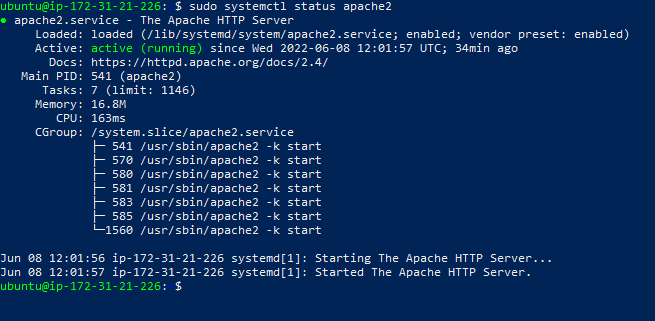 ubuntu@ip-172-31-21-226: $ sudo systemctl status apache2
● apache2.service - The Apache HTTP Server
Loaded: loaded (/lib/systemd/system/apache2.service; enabled; vendor preset: enabled)
Active: active (running) since Wed 2022-06-08 12:01:57 UTC; 34min ago
Docs: https://httpd.apache.org/docs/2.4/
Main PID: 541 (apache2)
Tasks: 7 (limit: 1146)
Memory: 16.8M
CPU: 163ms
CGroup: /system.slice/apache2.service
├─ 541 /usr/sbin/apache2 -k start
├─ 570 /usr/sbin/apache2 -k start
├─ 580 /usr/sbin/apache2 -k start
├─ 581 /usr/sbin/apache2 -k start
├─ 583 /usr/sbin/apache2 -k start
├─ 585 /usr/sbin/apache2 -k start
└─1560 /usr/sbin/apache2 -k start
Jun 08 12:01:56 ip-172-31-21-226 systemd[1]: Starting The Apache HTTP Server...
Jun 08 12:01:57 ip-172-31-21-226 systemd[1]: Started The Apache HTTP Server.
ubuntu@ip-172-31-21-226: $